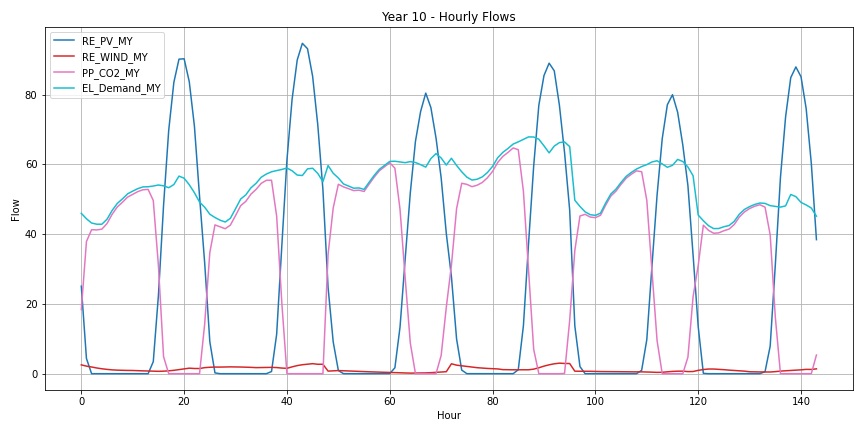 Year 10 - Hourly Flows
RE_PV_MY
RE_WIND_MY
PP_CO2_MY
EL_Demand_MY
Flow
80
60
40
20
0
0
20
40
60
80
100
120
140
Hour